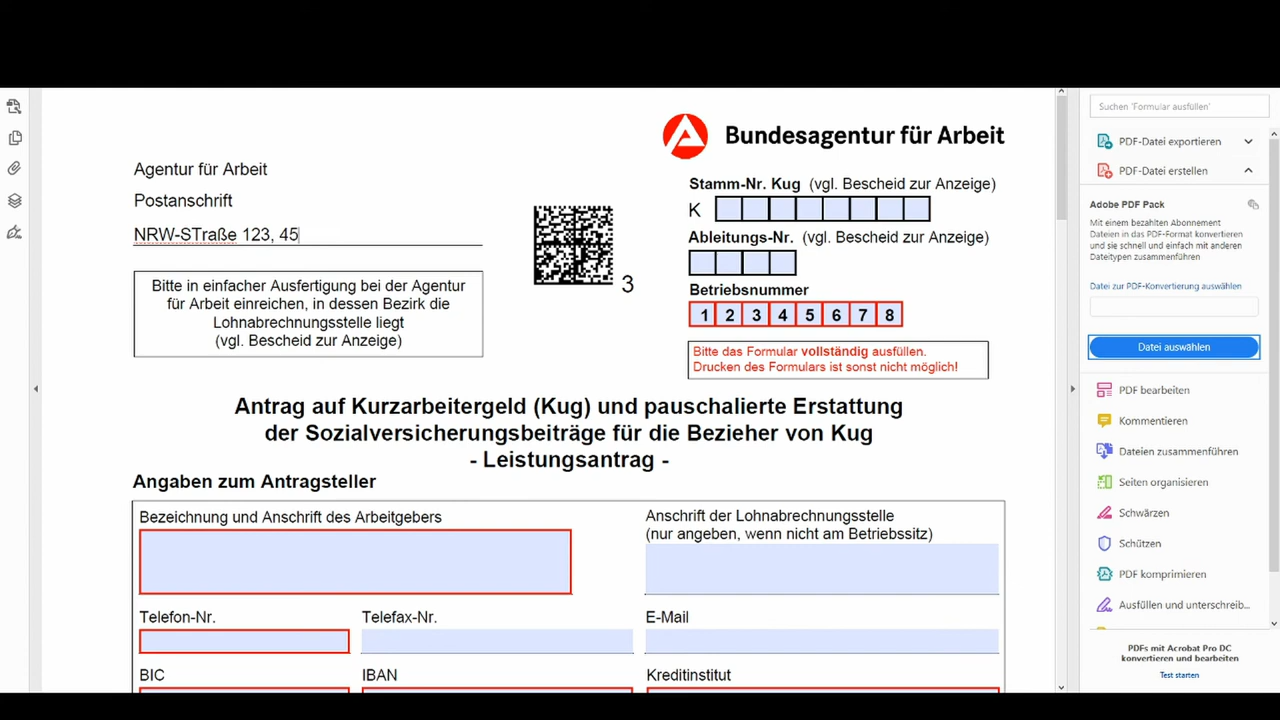 Bundesagentur für Arbeit
Agentur für Arbeit
Postanschrift
NRW-STraße 123, 45
Bitte in einfacher Ausfertigung bei der Agentur
für Arbeit einreichen, in dessen Bezirk die
Lohnabrechnungsstelle liegt
(vgl. Bescheid zur Anzeige)
3
Stamm-Nr. Kug (vgl. Bescheid zur Anzeige)
K
Ableitungs-Nr. (vgl. Bescheid zur Anzeige)
Betriebsnummer
1 2 3 4 5 6 7 8
Bitte das Formular vollständig ausfüllen.
Drucken des Formulars ist sonst nicht möglich!
Antrag auf Kurzarbeitergeld (Kug) und pauschalierte Erstattung
der Sozialversicherungsbeiträge für die Bezieher von Kug
- Leistungsantrag -
Angaben zum Antragsteller
Bezeichnung und Anschrift des Arbeitgebers
Anschrift der Lohnabrechnungsstelle
(nur angeben, wenn nicht am Betriebssitz)
Telefon-Nr.
Telefax-Nr.
E-Mail
BIC
IBAN
Kreditinstitut
Suchen 'Formular ausfüllen'
PDF-Datei exportieren
PDF-Datei erstellen
Adobe PDF Pack
Mit einem bezahlten Abonnement
Dateien in das PDF-Format konvertieren
und sie schnell und einfach mit anderen
Dateitypen zusammenführen
Datei zur PDF-Konvertierung auswählen
Datei auswählen
PDF bearbeiten
Kommentieren
Dateien zusammenführen
Seiten organisieren
Schwärzen
Schützen
PDF komprimieren
Ausfüllen und unterschreib...
PDFs mit Acrobat Pro DC
konvertieren und bearbeiten
Test starten